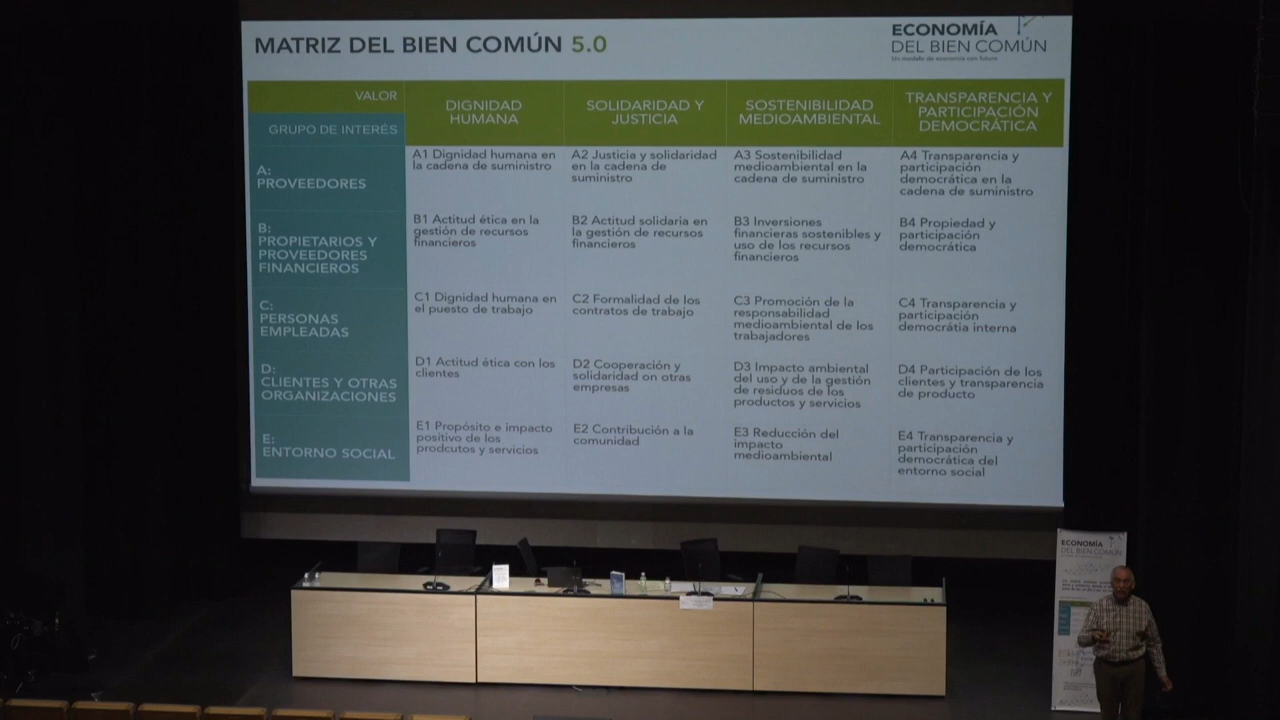 MATRIZ DEL BIEN COMÚN 5.0
ECONOMÍA
DEL BIEN COMÚN
Un modelo de economía con futuro
VALOR
GRUPO DE INTERÉS
DIGNIDAD
HUMANA
SOLIDARIDAD Y
JUSTICIA
SOSTENIBILIDAD
MEDIOAMBIENTAL
TRANSPARENCIA Y
PARTICIPACIÓN
DEMOCRÁTICA
A:
PROVEEDORES
A1 Dignidad humana en
la cadena de suministro
A2 Justicia y solidaridad
en la cadena de
suministro
A3 Sostenibilidad
medioambiental en la
cadena de suministro
A4 Transparencia y
participación
democrática en la
cadena de suministro
B:
PROPIETARIOS Y
PROVEEDORES
FINANCIEROS
B1 Actitud ética en la
gestión de recursos
financieros
B2 Actitud solidaria en
la gestión de recursos
financieros
B3 Inversiones
financieras sostenibles y
uso de los recursos
financieros
B4 Propiedad y
participación
democrática
C:
PERSONAS
EMPLEADAS
C1 Dignidad humana en
el puesto de trabajo
C2 Formalidad de los
contratos de trabajo
C3 Promoción de la
responsabilidad
medioambiental de los
trabajadores
C4 Transparencia y
participación
democrátia interna
D:
CLIENTES Y OTRAS
ORGANIZACIONES
D1 Actitud ética con los
clientes
D2 Cooperación y
solidaridad on otras
empresas
D3 Impacto ambiental
del uso y de la gestión
de residuos de los
productos y servicios
D4 Participación de los
clientes y transparencia
de producto
E:
ENTORNO SOCIAL
E1 Propósito e impacto
positivo de los
prodcutos y servicios
E2 Contribución a la
comunidad
E3 Reducción del
impacto
medioambiental
E4 Transparencia y
participación
democrática del
entorno social
ECONOMÍA
DEL BIEN COMÚN